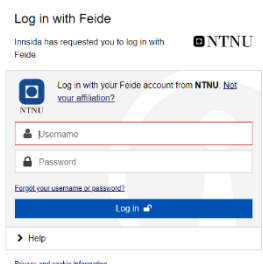 Log in with Feide
Innsida has requested you to log in with
Feide.
NTNU
Log in with your Feide account from NTNU. Not
your affiliation?
NTNU
Username
Password
Forgot your username or password?
Log in
Help
Privacy and cookie information